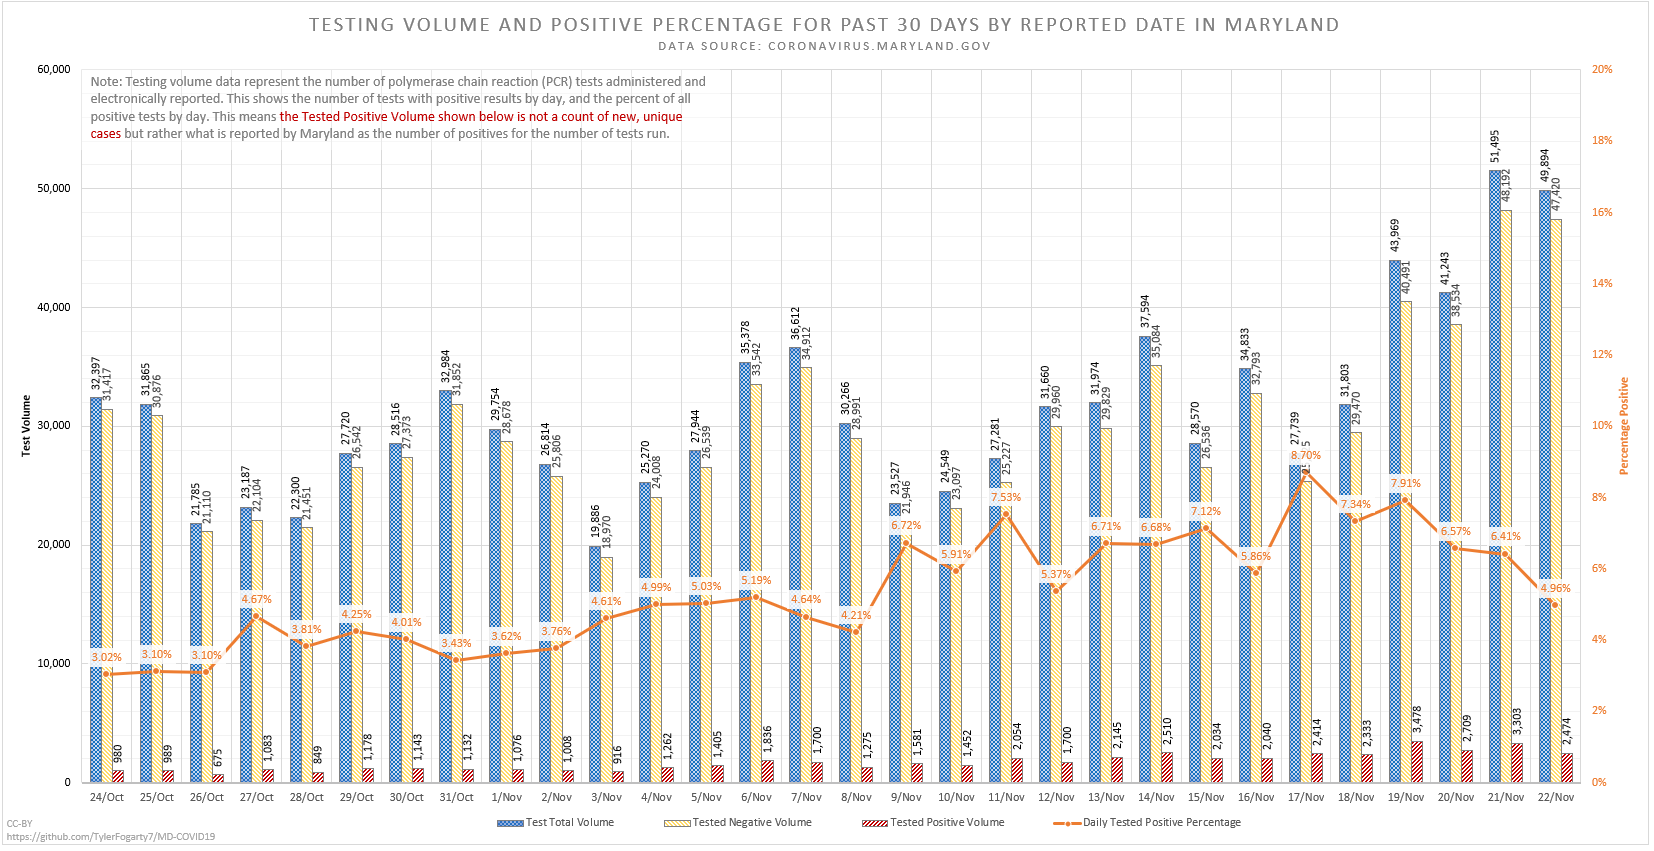 TESTING VOLUME AND POSITIVE PERCENTAGE FOR PAST 30 DAYS BY REPORTED DATE IN MARYLAND
DATA SOURCE: CORONAVIRUS.MARYLAND.GOV
Note: Testing volume data represent the number of polymerase chain reaction (PCR) tests administered and
electronically reported. This shows the number of tests with positive results by day, and the percent of all
positive tests by day. This means the Tested Positive Volume shown below is not a count of new, unique
cases but rather what is reported by Maryland as the number of positives for the number of tests run.
Test Volume
60,000
50,000
40,000
30,000
20,000
10,000
0
Percentage Positive
20%
18%
16%
14%
12%
10%
8%
6%
4%
2%
0%
32,397 31,417 3.02% 980 24/Oct
31,865 30,876 3.10% 989 25/Oct
21,785 21,110 3.10% 675 26/Oct
23,187 22,104 4.67% 1,083 27/Oct
22,300 21,451 3.81% 849 28/Oct
27,720 26,542 4.25% 1,178 29/Oct
28,516 27,373 4.01% 1,143 30/Oct
32,984 31,852 3.43% 1,132 31/Oct
29,754 28,678 3.62% 1,076 1/Nov
26,814 25,806 3.76% 1,008 2/Nov
19,886 18,970 4.61% 916 3/Nov
25,270 24,008 4.99% 1,262 4/Nov
27,944 26,539 5.03% 1,405 5/Nov
35,378 33,542 5.19% 1,836 6/Nov
36,612 34,912 4.64% 1,700 7/Nov
30,266 28,991 4.21% 1,275 8/Nov
23,527 21,946 6.72% 1,581 9/Nov
24,549 23,097 5.91% 1,452 10/Nov
27,281 25,227 7.53% 2,054 11/Nov
31,660 29,960 5.37% 1,700 12/Nov
31,974 29,829 6.71% 2,145 13/Nov
37,594 35,084 6.68% 2,510 14/Nov
28,570 26,536 7.12% 2,034 15/Nov
34,833 32,793 5.86% 2,040 16/Nov
27,739 8.70% 2,414 17/Nov
31,803 29,470 7.34% 2,333 18/Nov
43,969 40,491 7.91% 3,478 19/Nov
41,243 38,534 6.57% 2,709 20/Nov
51,495 48,192 6.41% 3,303 21/Nov
49,894 47,420 4.96% 2,474 22/Nov
Test Total Volume
Tested Negative Volume
Tested Positive Volume
Daily Tested Positive Percentage
CC-BY
https://github.com/TylerFogarty7/MD-COVID19